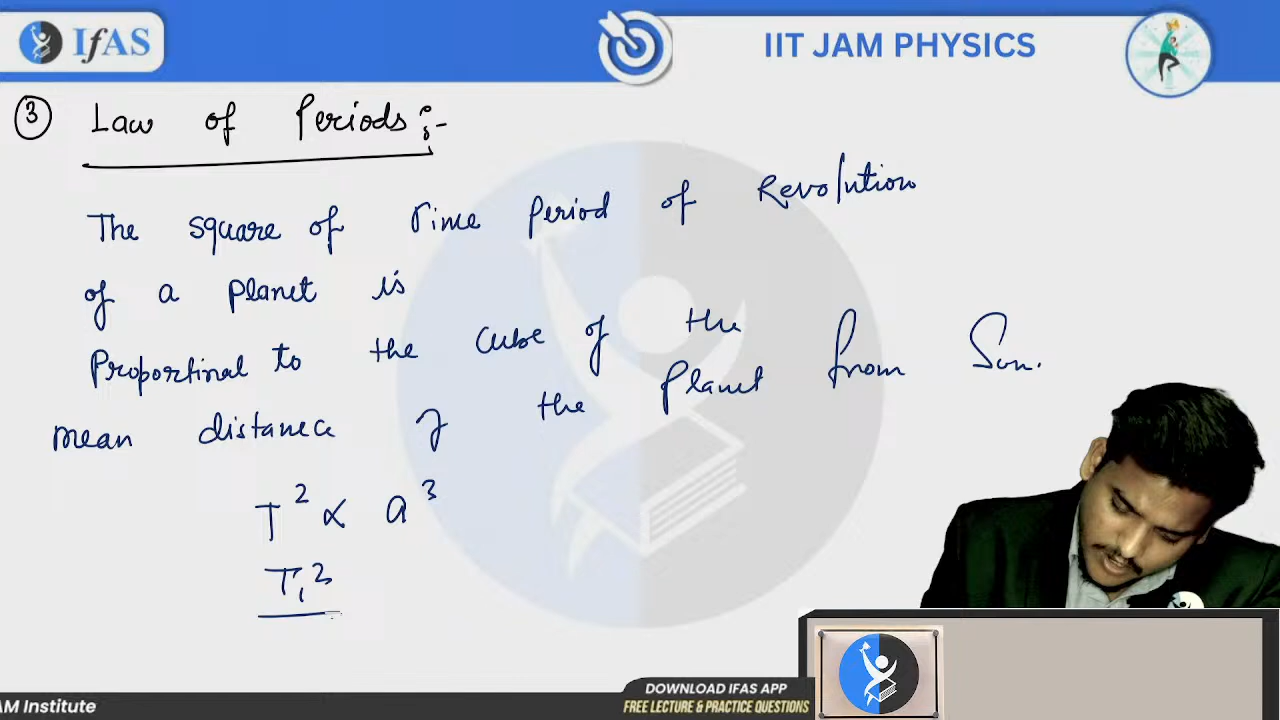 IfAS
IIT JAM PHYSICS
③ Law of Periods :-
The square of Time Period of Revolution
of a planet is
Proportinal to the cube of the
mean distanece of the planet from Sun.
T² ∝ a³
T₁²
AM Institute
DOWNLOAD IFAS APP
FREE LECTURE & PRACTICE QUESTIONS